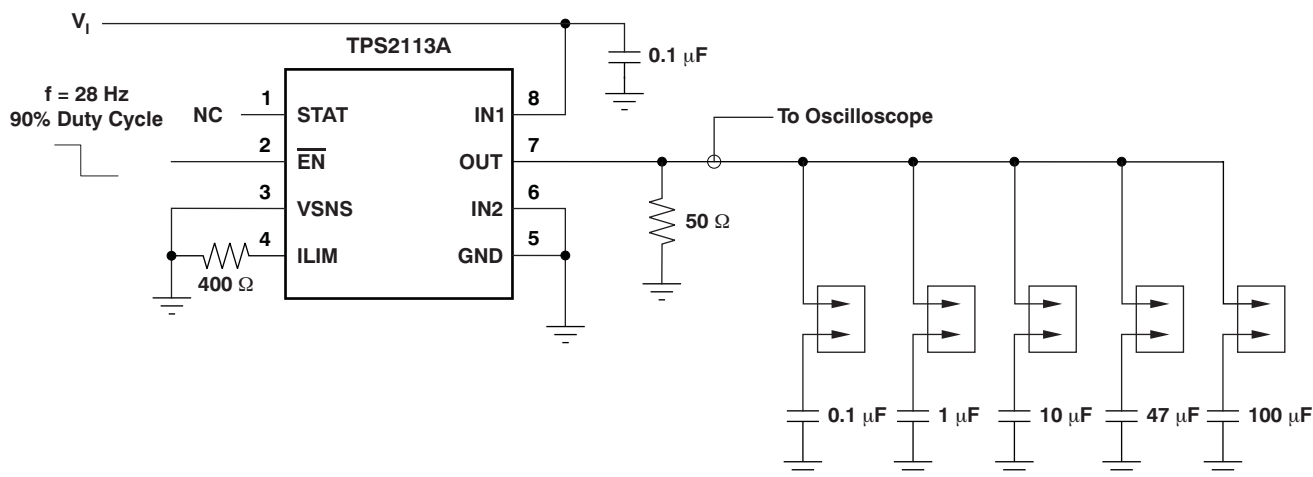 V_I
TPS2113A
0.1 μF
f = 28 Hz
90% Duty Cycle
NC
1 STAT
IN1 8
2 EN
OUT 7
3 VSNS
IN2 6
4 ILIM
GND 5
400 Ω
To Oscilloscope
50 Ω
0.1 μF
1 μF
10 μF
47 μF
100 μF